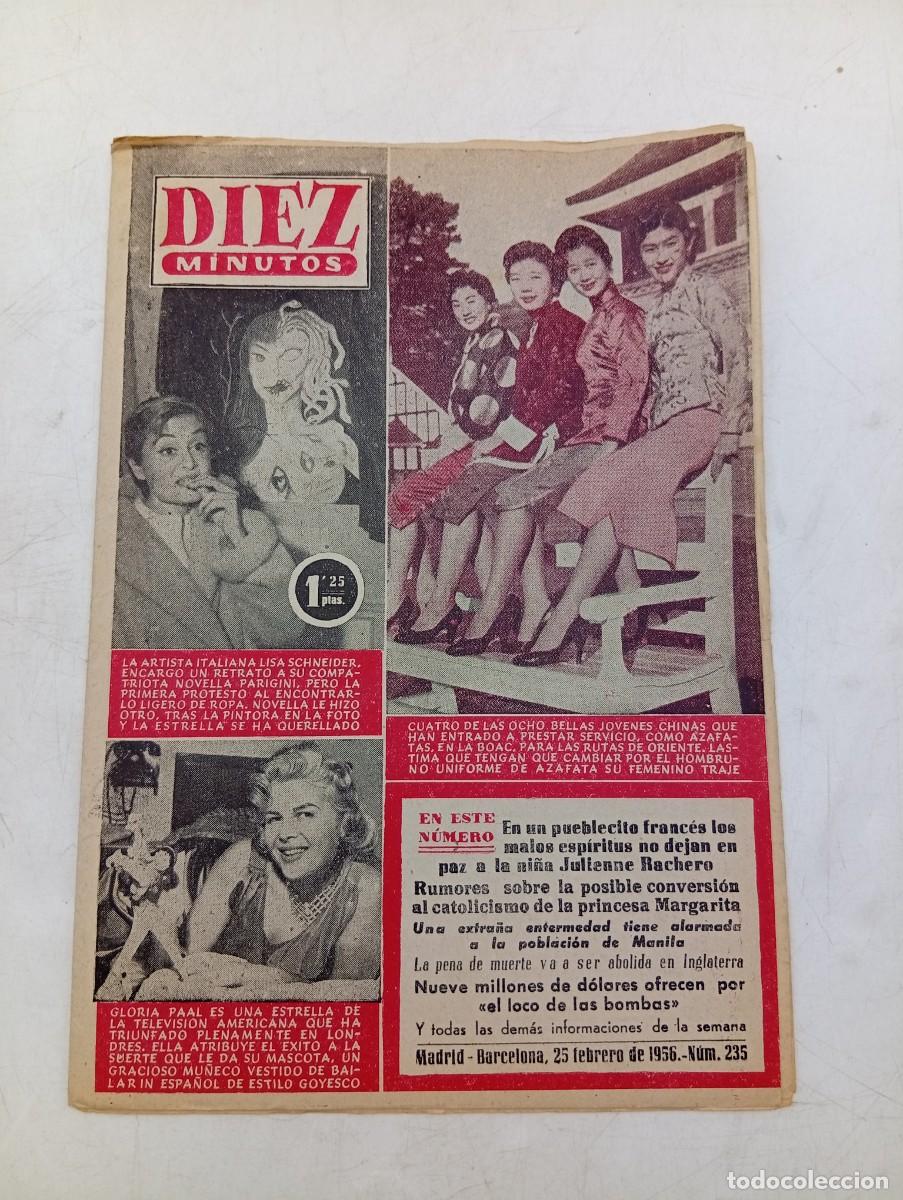 DIEZ
MINUTOS
1'25
ptas.
LA ARTISTA ITALIANA LISA SCHNEIDER,
ENCARGO UN RETRATO A SU COMPA-
TRIOTA NOVELLA PARIGINI, PERO LA
PRIMERA PROTESTO AL ENCONTRAR-
LO LIGERO DE ROPA. NOVELLA LE HIZO
OTRO, TRAS LA PINTORA EN LA FOTO
Y LA ESTRELLA SE HA QUERELLADO
CUATRO DE LAS OCHO BELLAS JOVENES CHINAS QUE
HAN ENTRADO A PRESTAR SERVICIO, COMO AZAFA-
TAS, EN LA BOAC, PARA LAS RUTAS DE ORIENTE. LAS-
TIMA QUE TENGAN QUE CAMBIAR POR EL HOMBRU-
NO UNIFORME DE AZAFATA SU FEMENINO TRAJE
GLORIA PAAL ES UNA ESTRELLA DE
LA TELEVISION AMERICANA QUE HA
TRIUNFADO PLENAMENTE EN LON-
DRES. ELLA ATRIBUYE EL EXITO A LA
SUERTE QUE LE DA SU MASCOTA, UN
GRACIOSO MUÑECO VESTIDO DE BAI-
LARIN ESPAÑOL DE ESTILO GOYESCO
EN ESTE
NÚMERO
En un pueblecito francés los
malos espíritus no dejan en
paz a la niña Julienne Rachero
Rumores sobre la posible conversión
al catolicismo de la princesa Margarita
Una extraña enfermedad tiene alarmada
a la población de Manila
La pena de muerte va a ser abolida en Inglaterra
Nueve millones de dólares ofrecen por
«el loco de las bombas»
Y todas las demás informaciones de la semana
Madrid - Barcelona, 25 febrero de 1956.-Núm. 235
todocoleccion